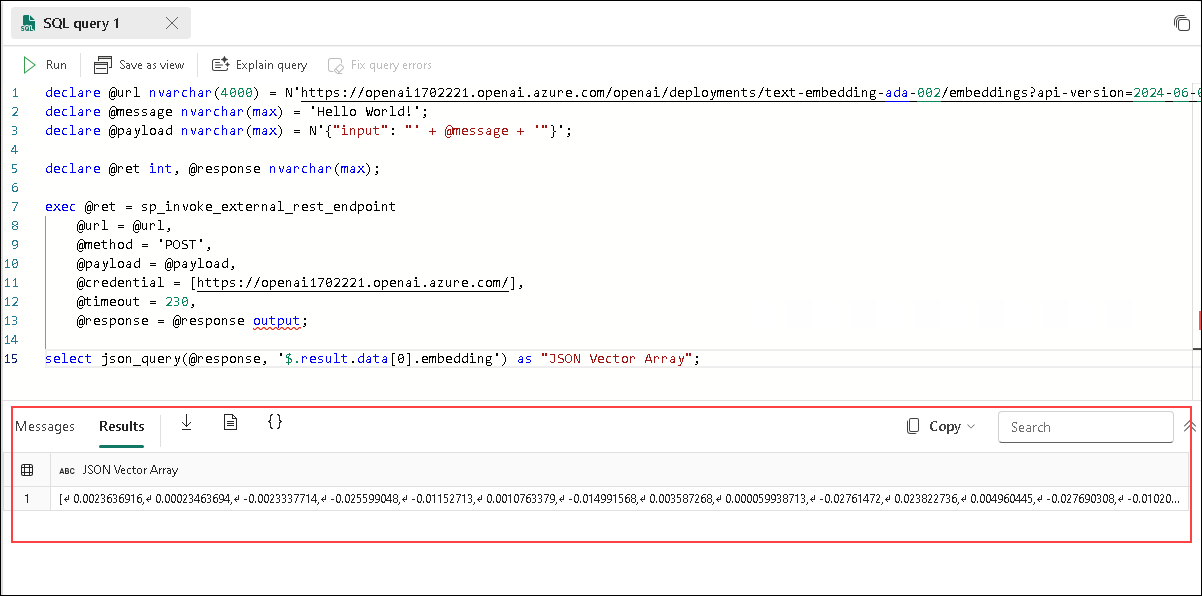 SQL query 1
Run Save as view Explain query Fix query errors
1 declare @url nvarchar(4000) = N'https://openai1702221.openai.azure.com/openai/deployments/text-embedding-ada-002/embeddings?api-version=2024-06-0
2 declare @message nvarchar(max) = 'Hello World!';
3 declare @payload nvarchar(max) = N'{"input": "' + @message + '"}';
4
5 declare @ret int, @response nvarchar(max);
6
7 exec @ret = sp_invoke_external_rest_endpoint
8 @url = @url,
9 @method = 'POST',
10 @payload = @payload,
11 @credential = [https://openai1702221.openai.azure.com/],
12 @timeout = 230,
13 @response = @response output;
14
15 select json_query(@response, '$.result.data[0].embedding') as "JSON Vector Array";
Messages Results {} Copy Search
ABC JSON Vector Array
1 [↵ 0.0023636916,↵ 0.00023463694,↵ -0.0023337714,↵ -0.025599048,↵ -0.01152713,↵ 0.0010763379,↵ -0.014991568,↵ 0.003587268,↵ 0.000059938713,↵ -0.02761472,↵ 0.023822736,↵ 0.004960445,↵ -0.027690308,↵ -0.01020...